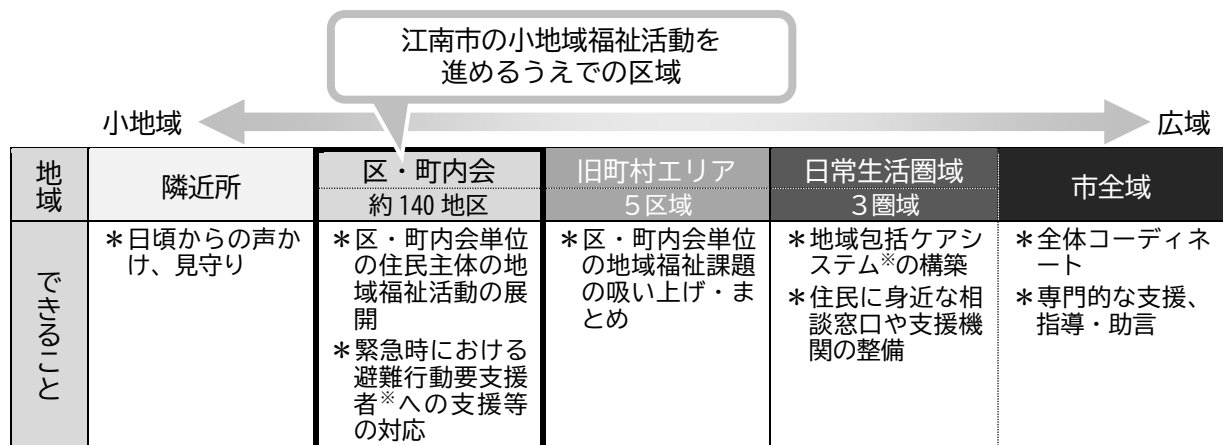 江南市の小地域福祉活動を
進めるうえでの区域
小地域
広域
地域
隣近所
区・町内会
約140地区
旧町村エリア
５区域
日常生活圏域
３圏域
市全域
できること
＊日頃からの声か
け、見守り
＊区・町内会単位
の住民主体の地
域福祉活動の展
開
＊緊急時における
避難行動要支援
者※への支援等
の対応
＊区・町内会単位
の地域福祉課題
の吸い上げ・ま
とめ
＊地域包括ケアシ
ステム※の構築
＊住民に身近な相
談窓口や支援機
関の整備
＊全体コーディネ
ート
＊専門的な支援、
指導・助言